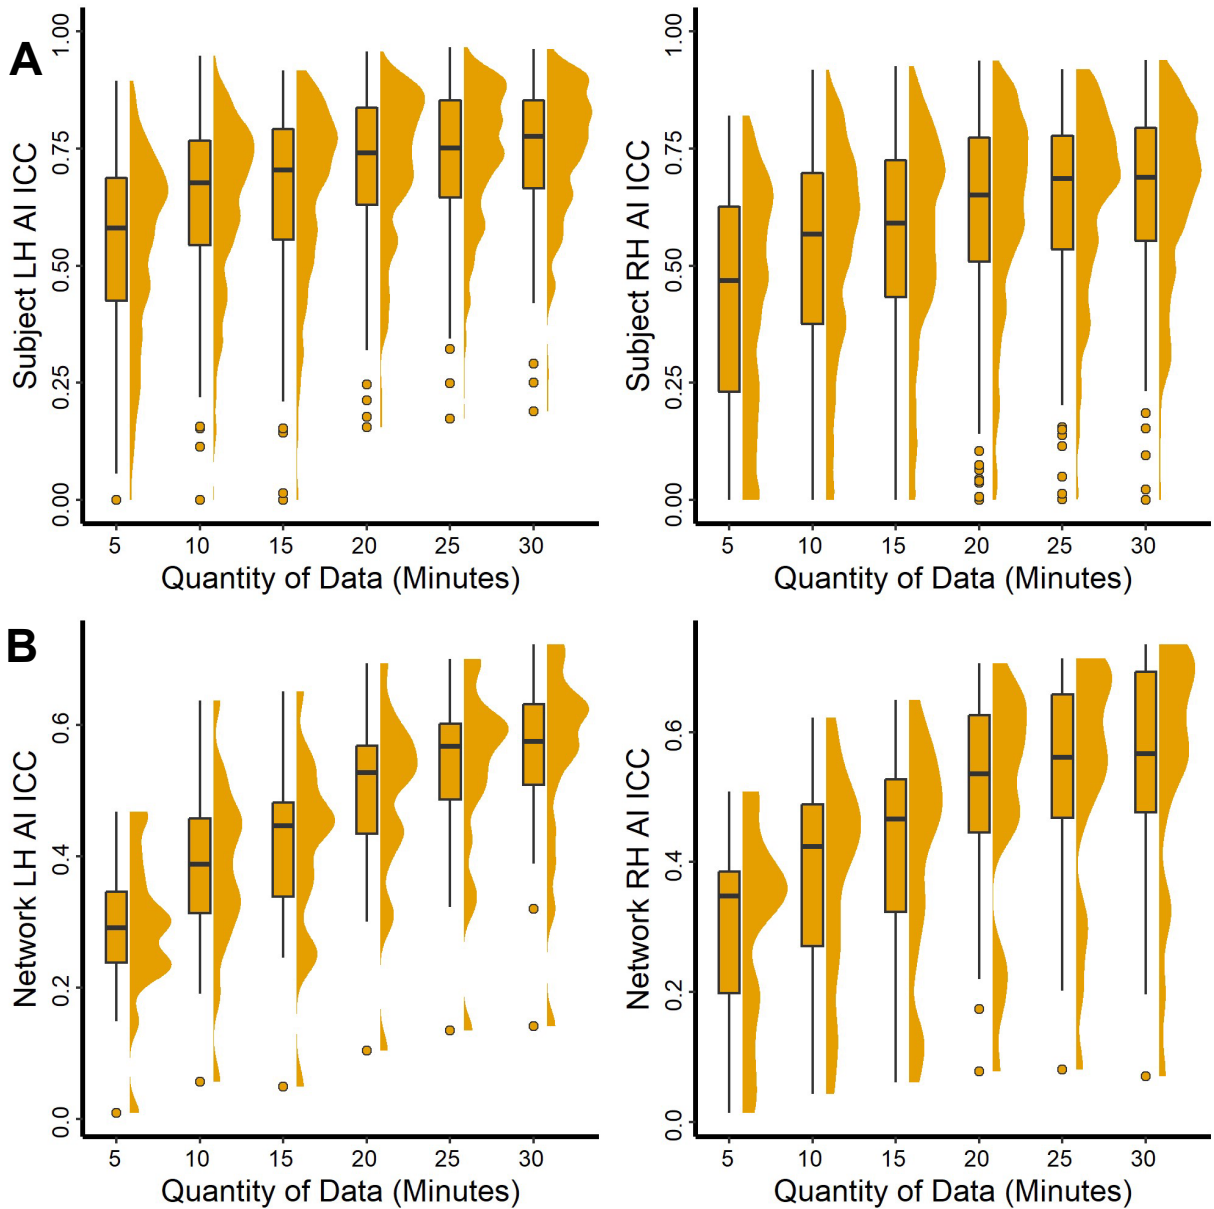 A
Subject LH AI ICC
1.00
0.75
0.50
0.25
0.00
5 10 15 20 25 30
Quantity of Data (Minutes)
Subject RH AI ICC
1.00
0.75
0.50
0.25
0.00
5 10 15 20 25 30
Quantity of Data (Minutes)
B
Network LH AI ICC
0.6
0.4
0.2
0.0
5 10 15 20 25 30
Quantity of Data (Minutes)
Network RH AI ICC
0.6
0.4
0.2
0.0
5 10 15 20 25 30
Quantity of Data (Minutes)